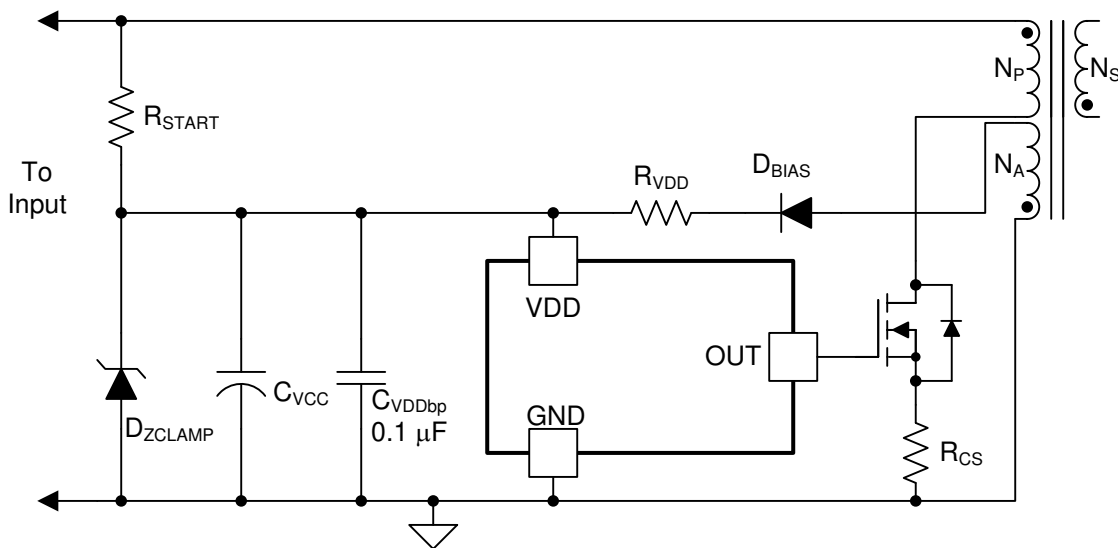 N_P
N_S
R_START
N_A
To
Input
R_VDD
D_BIAS
VDD
OUT
C_VCC
C_VDDbp
0.1 μF
GND
D_ZCLAMP
R_CS